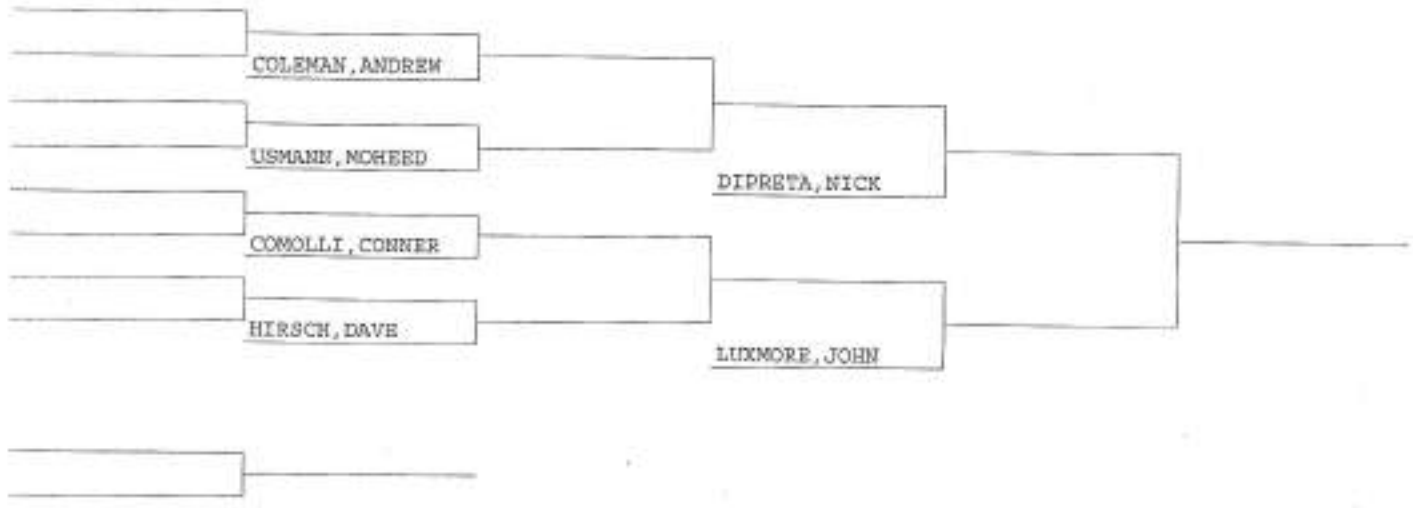 COLEMAN,ANDREW
USMANN,MOHEED
DIPRETA,NICK
COMOLLI,CONNER
HIRSCH,DAVE
LUXMORE,JOHN